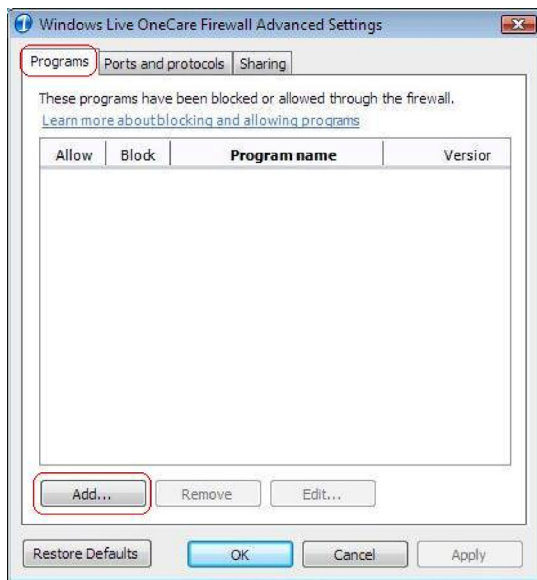 Windows Live OneCare Firewall Advanced Settings
Programs Ports and protocols Sharing
These programs have been blocked or allowed through the firewall.
Learn more about blocking and allowing programs
Allow Block Program name Versior
Add... Remove Edit...
Restore Defaults OK Cancel Apply